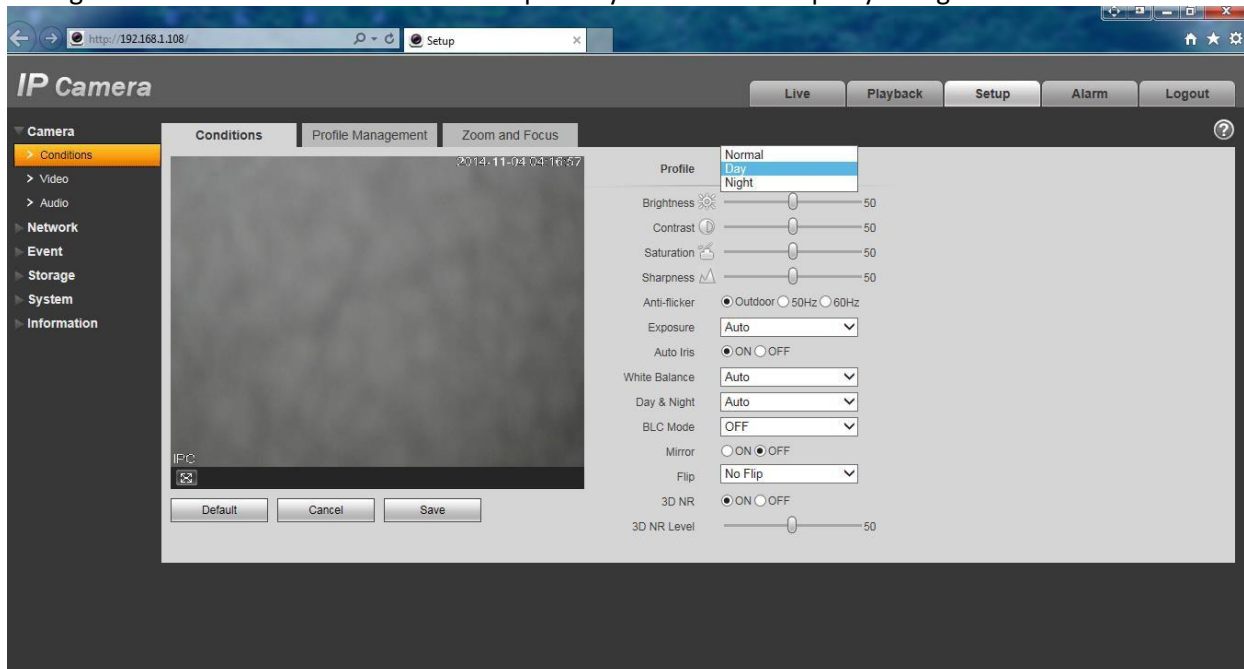 http://192.168.1.108/
Setup
IP Camera
Live
Playback
Setup
Alarm
Logout
Camera
Conditions
Video
Audio
Network
Event
Storage
System
Information
Conditions
Profile Management
Zoom and Focus
2014-11-04 04:16:57
IPC
Default
Cancel
Save
Profile
Normal
Day
Night
Brightness 50
Contrast 50
Saturation 50
Sharpness 50
Anti-flicker Outdoor 50Hz 60Hz
Exposure Auto
Auto Iris ON OFF
White Balance Auto
Day & Night Auto
BLC Mode OFF
Mirror ON OFF
Flip No Flip
3D NR ON OFF
3D NR Level 50